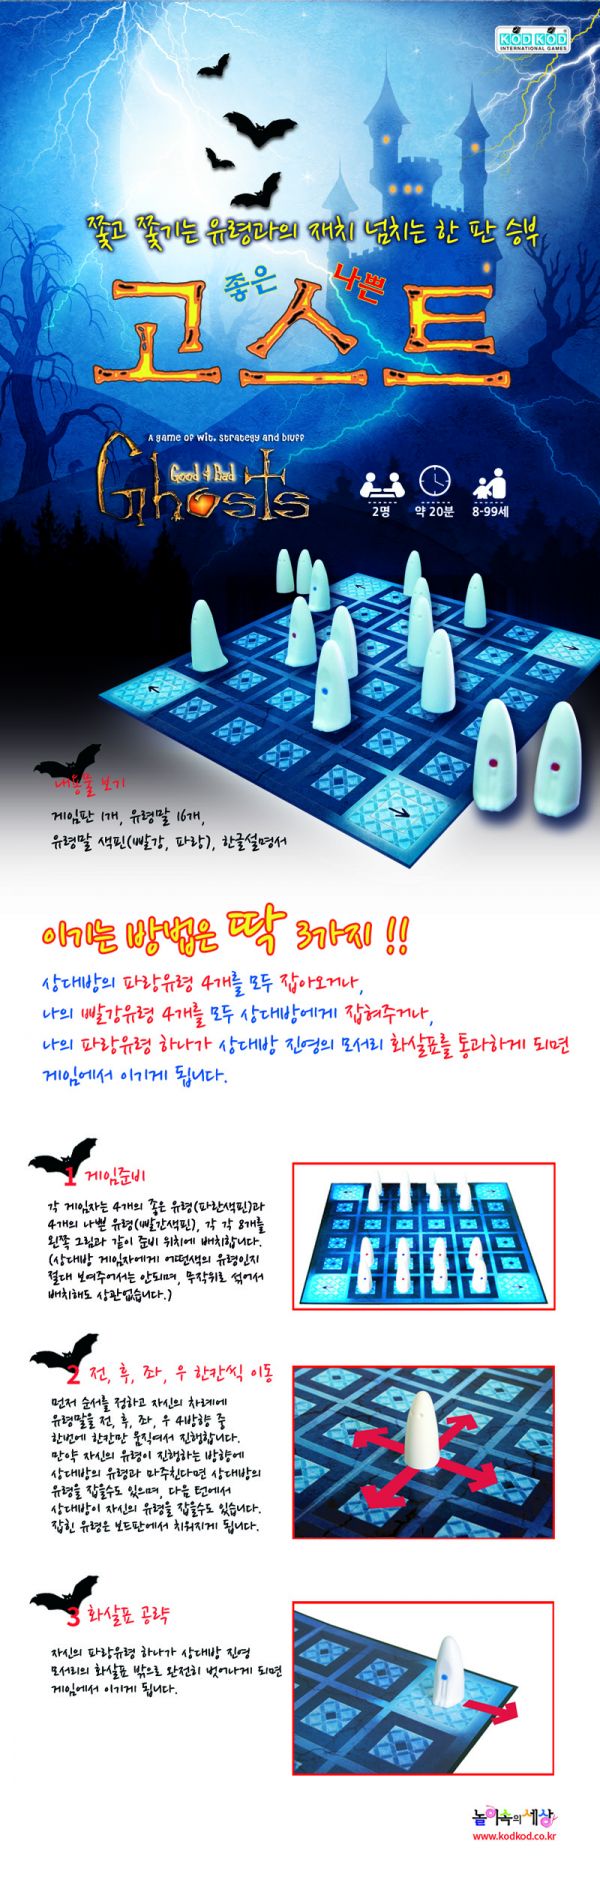 KOD KOD
INTERNATIONAL GAMES
쫓고 쫓기는 유령과의 재치 넘치는 한 판 승부
좋은 나쁜
고스트
A game of wit, strategy and bluff
Good & Bad
Ghosts
2명 약 20분 8-99세
내용물 보기
게임판 1개, 유령말 16개,
유령말 색핀(빨강, 파랑), 한글설명서
이기는 방법은 딱 3가지 !!
상대방의 파랑유령 4개를 모두 잡아오거나,
나의 빨강유령 4개를 모두 상대방에게 잡혀주거나,
나의 파랑유령 하나가 상대방 진영의 모서리 화살표를 통과하게 되면
게임에서 이기게 됩니다.
1 게임준비
각 게임자는 4개의 좋은 유령(파란색핀)과
4개의 나쁜 유령(빨간색핀), 각 각 8개를
왼쪽 그림과 같이 준비 위치에 배치합니다.
(상대방 게임자에게 어떤색의 유령인지
절대 보여주어서는 안되며, 무작위로 섞어서
배치해도 상관없습니다.)
2 전, 후, 좌, 우 한칸씩 이동
먼저 순서를 정하고 자신의 차례에
유령말을 전, 후, 좌, 우 4방향 중
한번에 한칸만 움직여서 진행합니다.
만약 자신의 유령이 진행하는 방향에
상대방의 유령과 마주친다면 상대방의
유령을 잡을수도 있으며, 다음 턴에서
상대방이 자신의 유령을 잡을수도 있습니다.
잡힌 유령은 보드판에서 치워지게 됩니다.
3 화살표 공략
자신의 파랑유령 하나가 상대방 진영
모서리의 화살표 밖으로 완전히 벗어나게 되면
게임에서 이기게 됩니다.
놀이속의세상
www.kodkod.co.kr